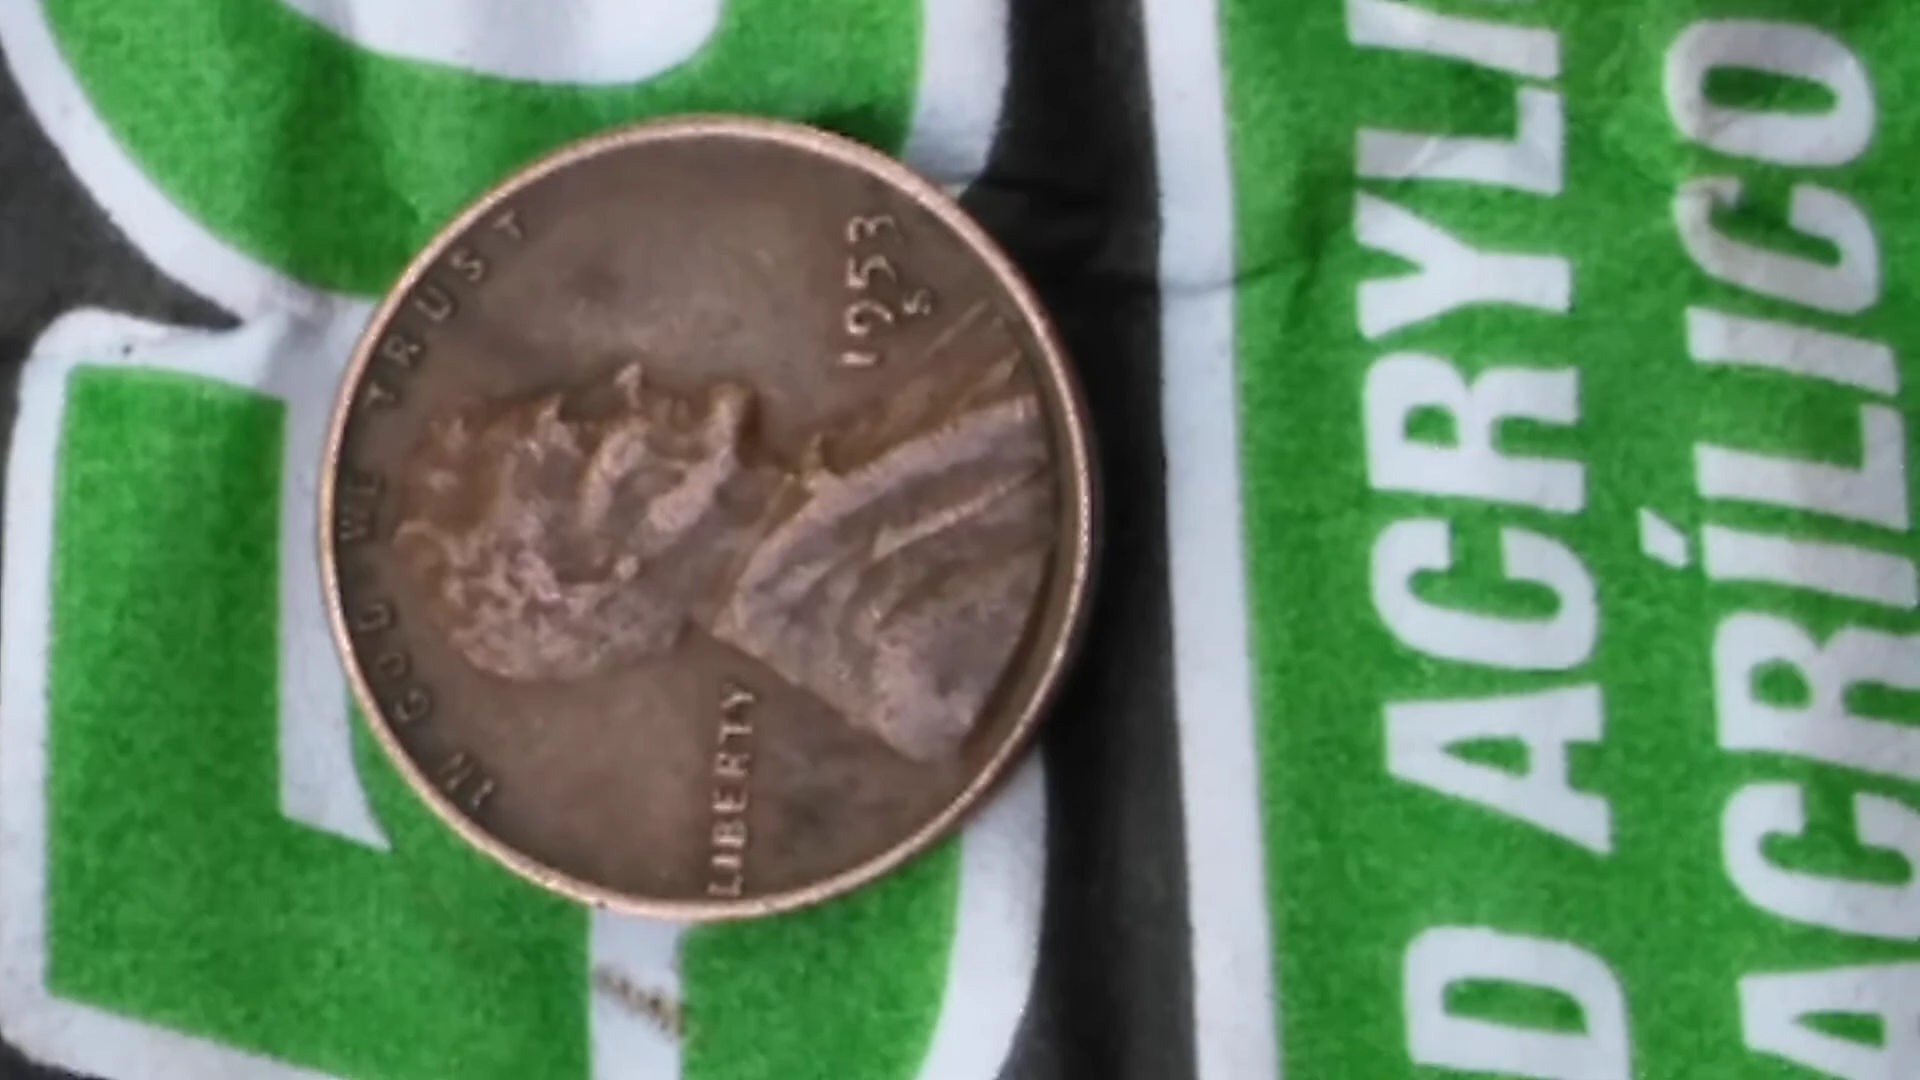 IN GOD WE TRUST
LIBERTY
1953
S
D ACRYLI
ACRÍLICO